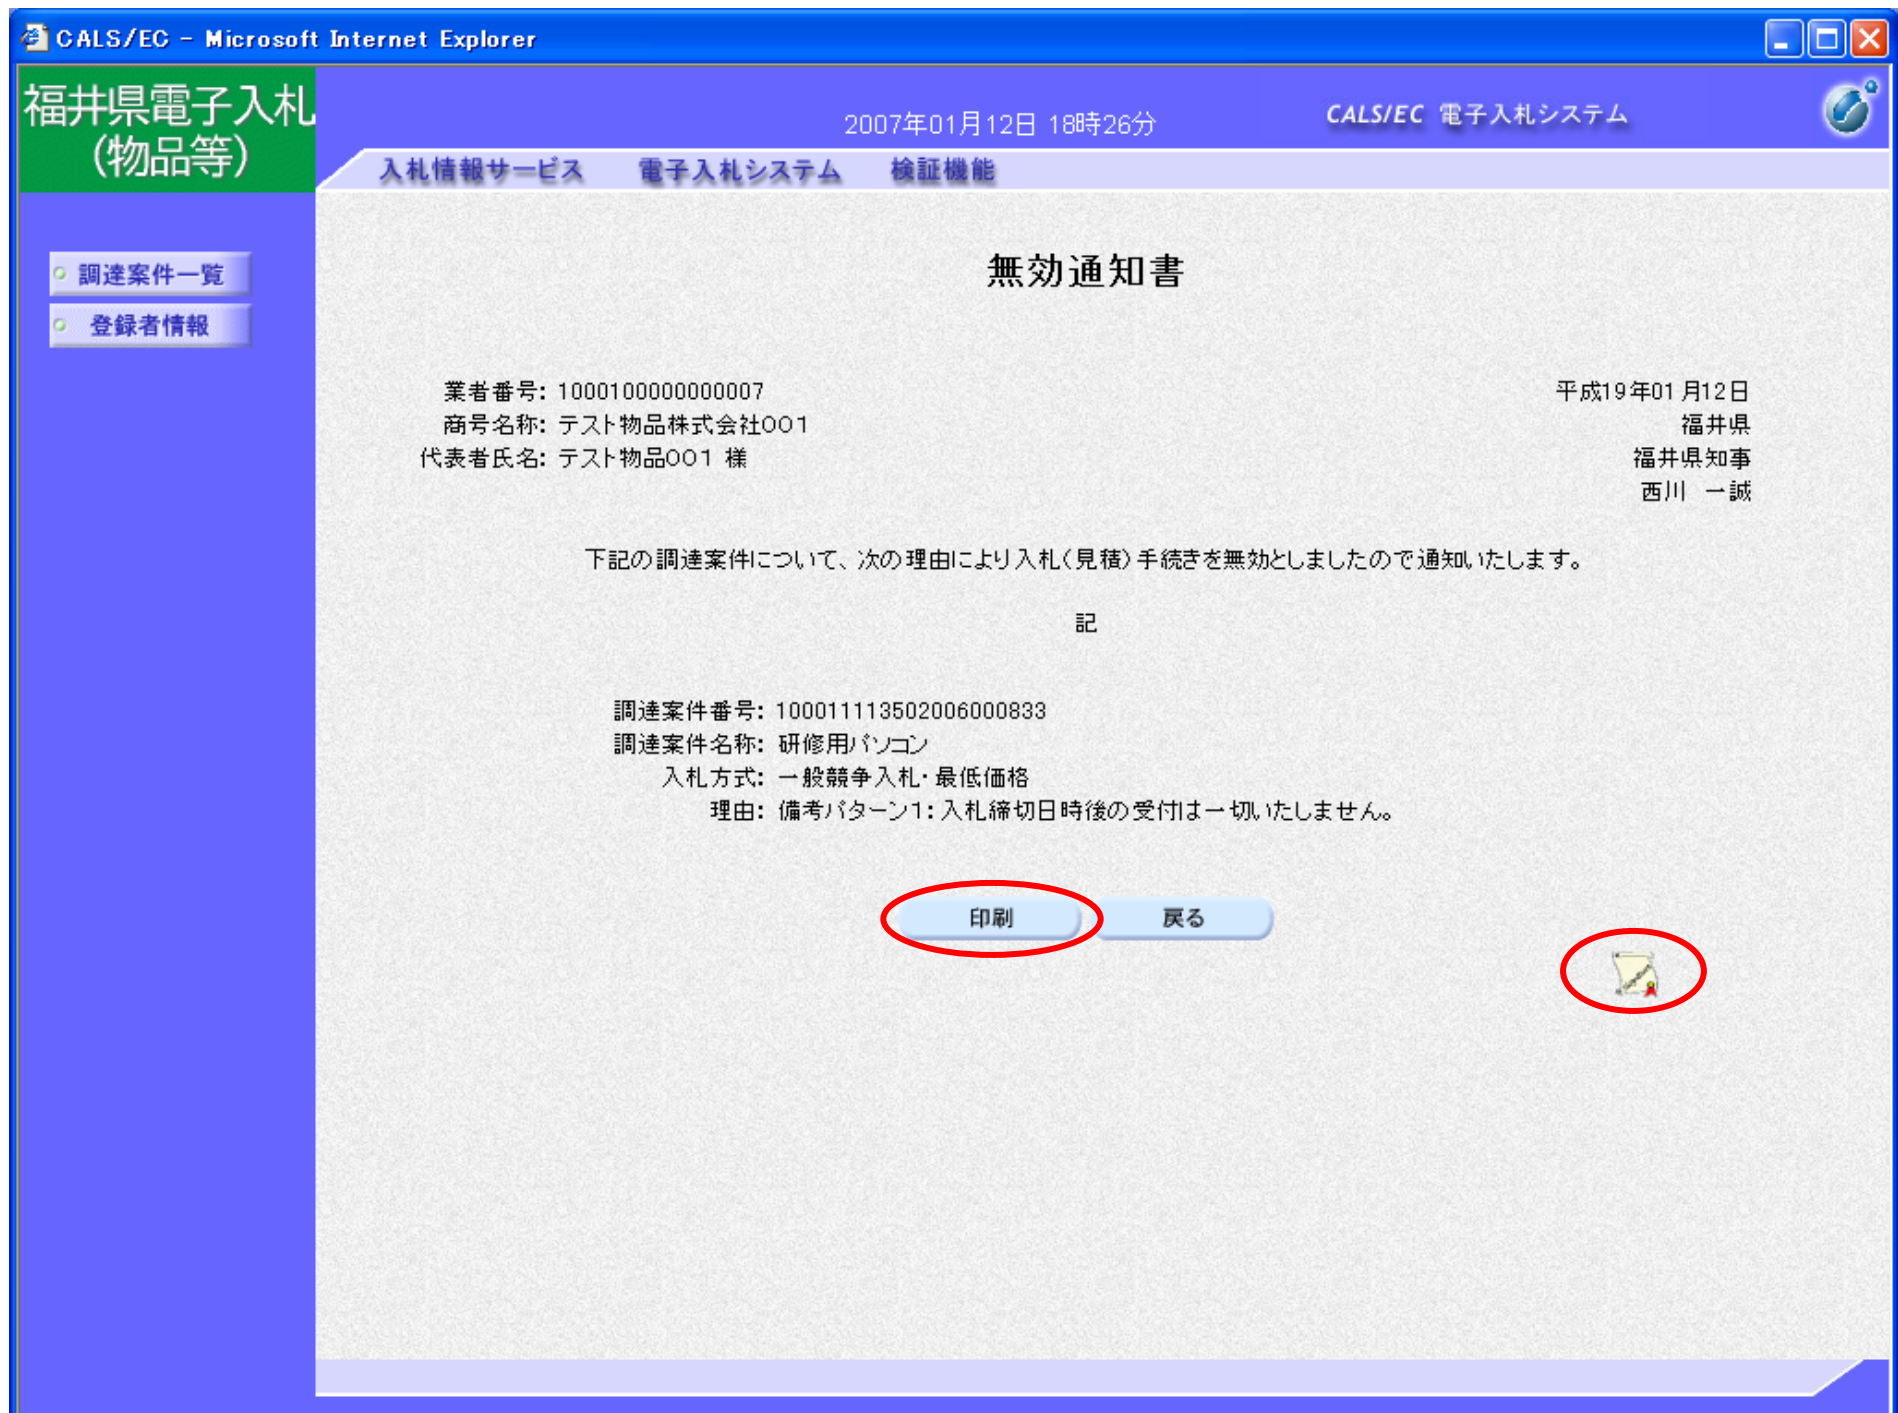 CALS/EC - Microsoft Internet Explorer
福井県電子入札
(物品等)
2007年01月12日 18時26分
CALS/EC 電子入札システム
入札情報サービス 電子入札システム 検証機能
調達案件一覧
登録者情報
無効通知書
業者番号: 1000100000000007
商号名称: テスト物品株式会社001
代表者氏名: テスト物品001 様
平成19年01月12日
福井県
福井県知事
西川 一誠
下記の調達案件について、次の理由により入札(見積)手続きを無効としましたので通知いたします。
記
調達案件番号: 100011113502006000833
調達案件名称: 研修用パソコン
入札方式: 一般競争入札・最低価格
理由: 備考パターン1：入札締切日時後の受付は一切いたしません。
印刷 戻る